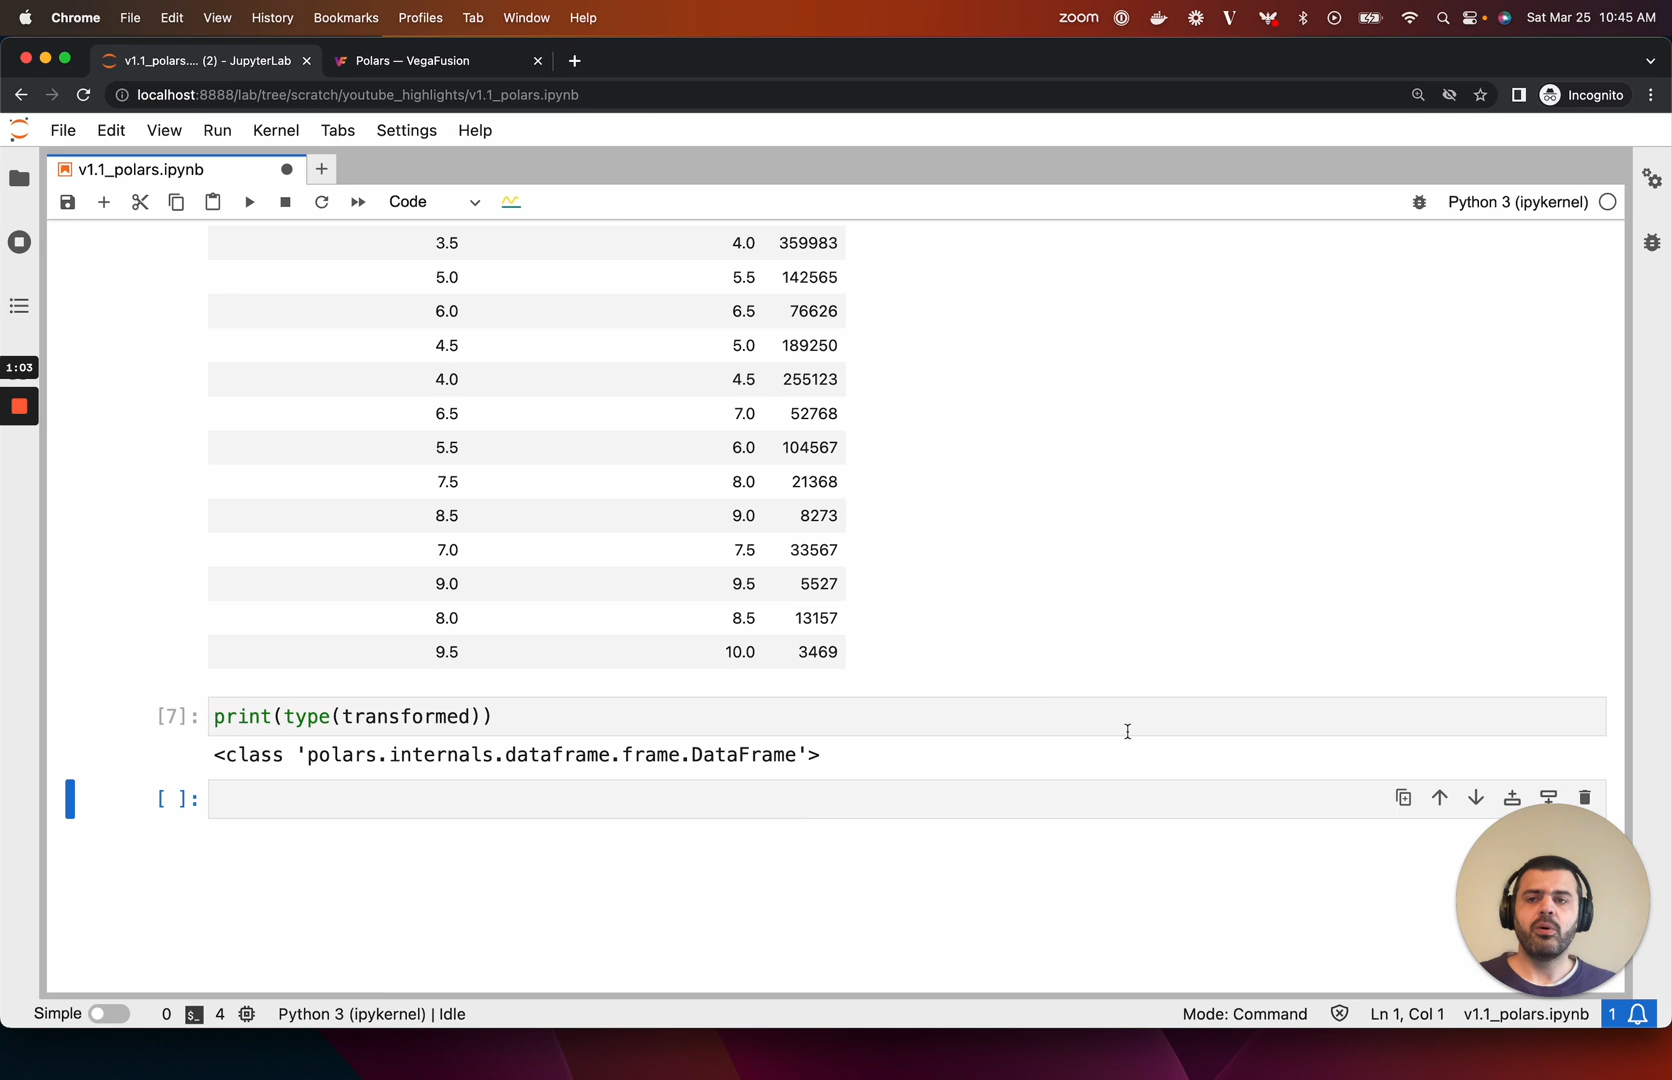 Chrome File Edit View History Bookmarks Profiles Tab Window Help zoom Sat Mar 25 10:45 AM
v1.1_polars.... (2) - JupyterLab Polars — VegaFusion
localhost:8888/lab/tree/scratch/youtube_highlights/v1.1_polars.ipynb Incognito
File Edit View Run Kernel Tabs Settings Help
v1.1_polars.ipynb
Code Python 3 (ipykernel)
3.5 4.0 359983
5.0 5.5 142565
6.0 6.5 76626
4.5 5.0 189250
1:03
4.0 4.5 255123
6.5 7.0 52768
5.5 6.0 104567
7.5 8.0 21368
8.5 9.0 8273
7.0 7.5 33567
9.0 9.5 5527
8.0 8.5 13157
9.5 10.0 3469
[7]: print(type(transformed))
<class 'polars.internals.dataframe.frame.DataFrame'>
[ ]:
Simple 0 $_ 4 Python 3 (ipykernel) | Idle Mode: Command Ln 1, Col 1 v1.1_polars.ipynb 1